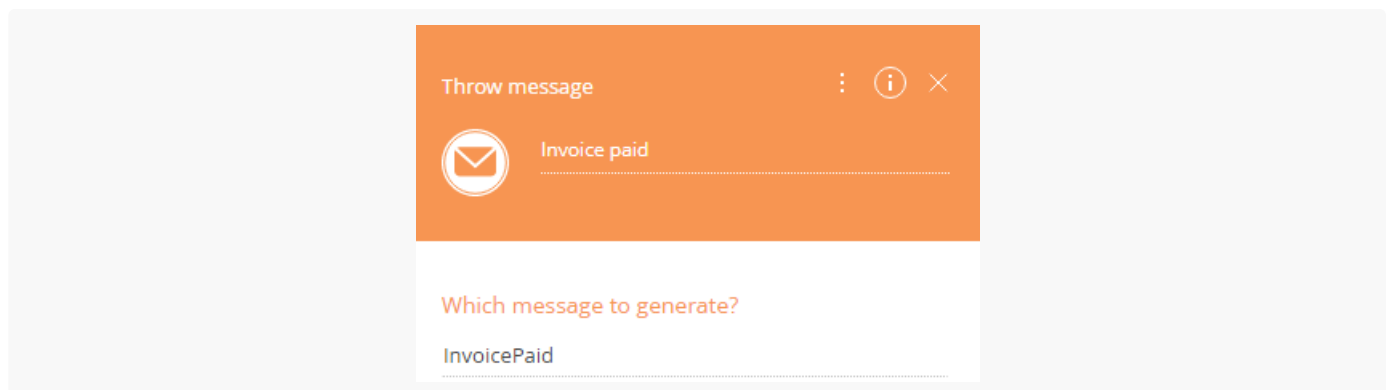 Throw message
Invoice paid
Which message to generate?
InvoicePaid